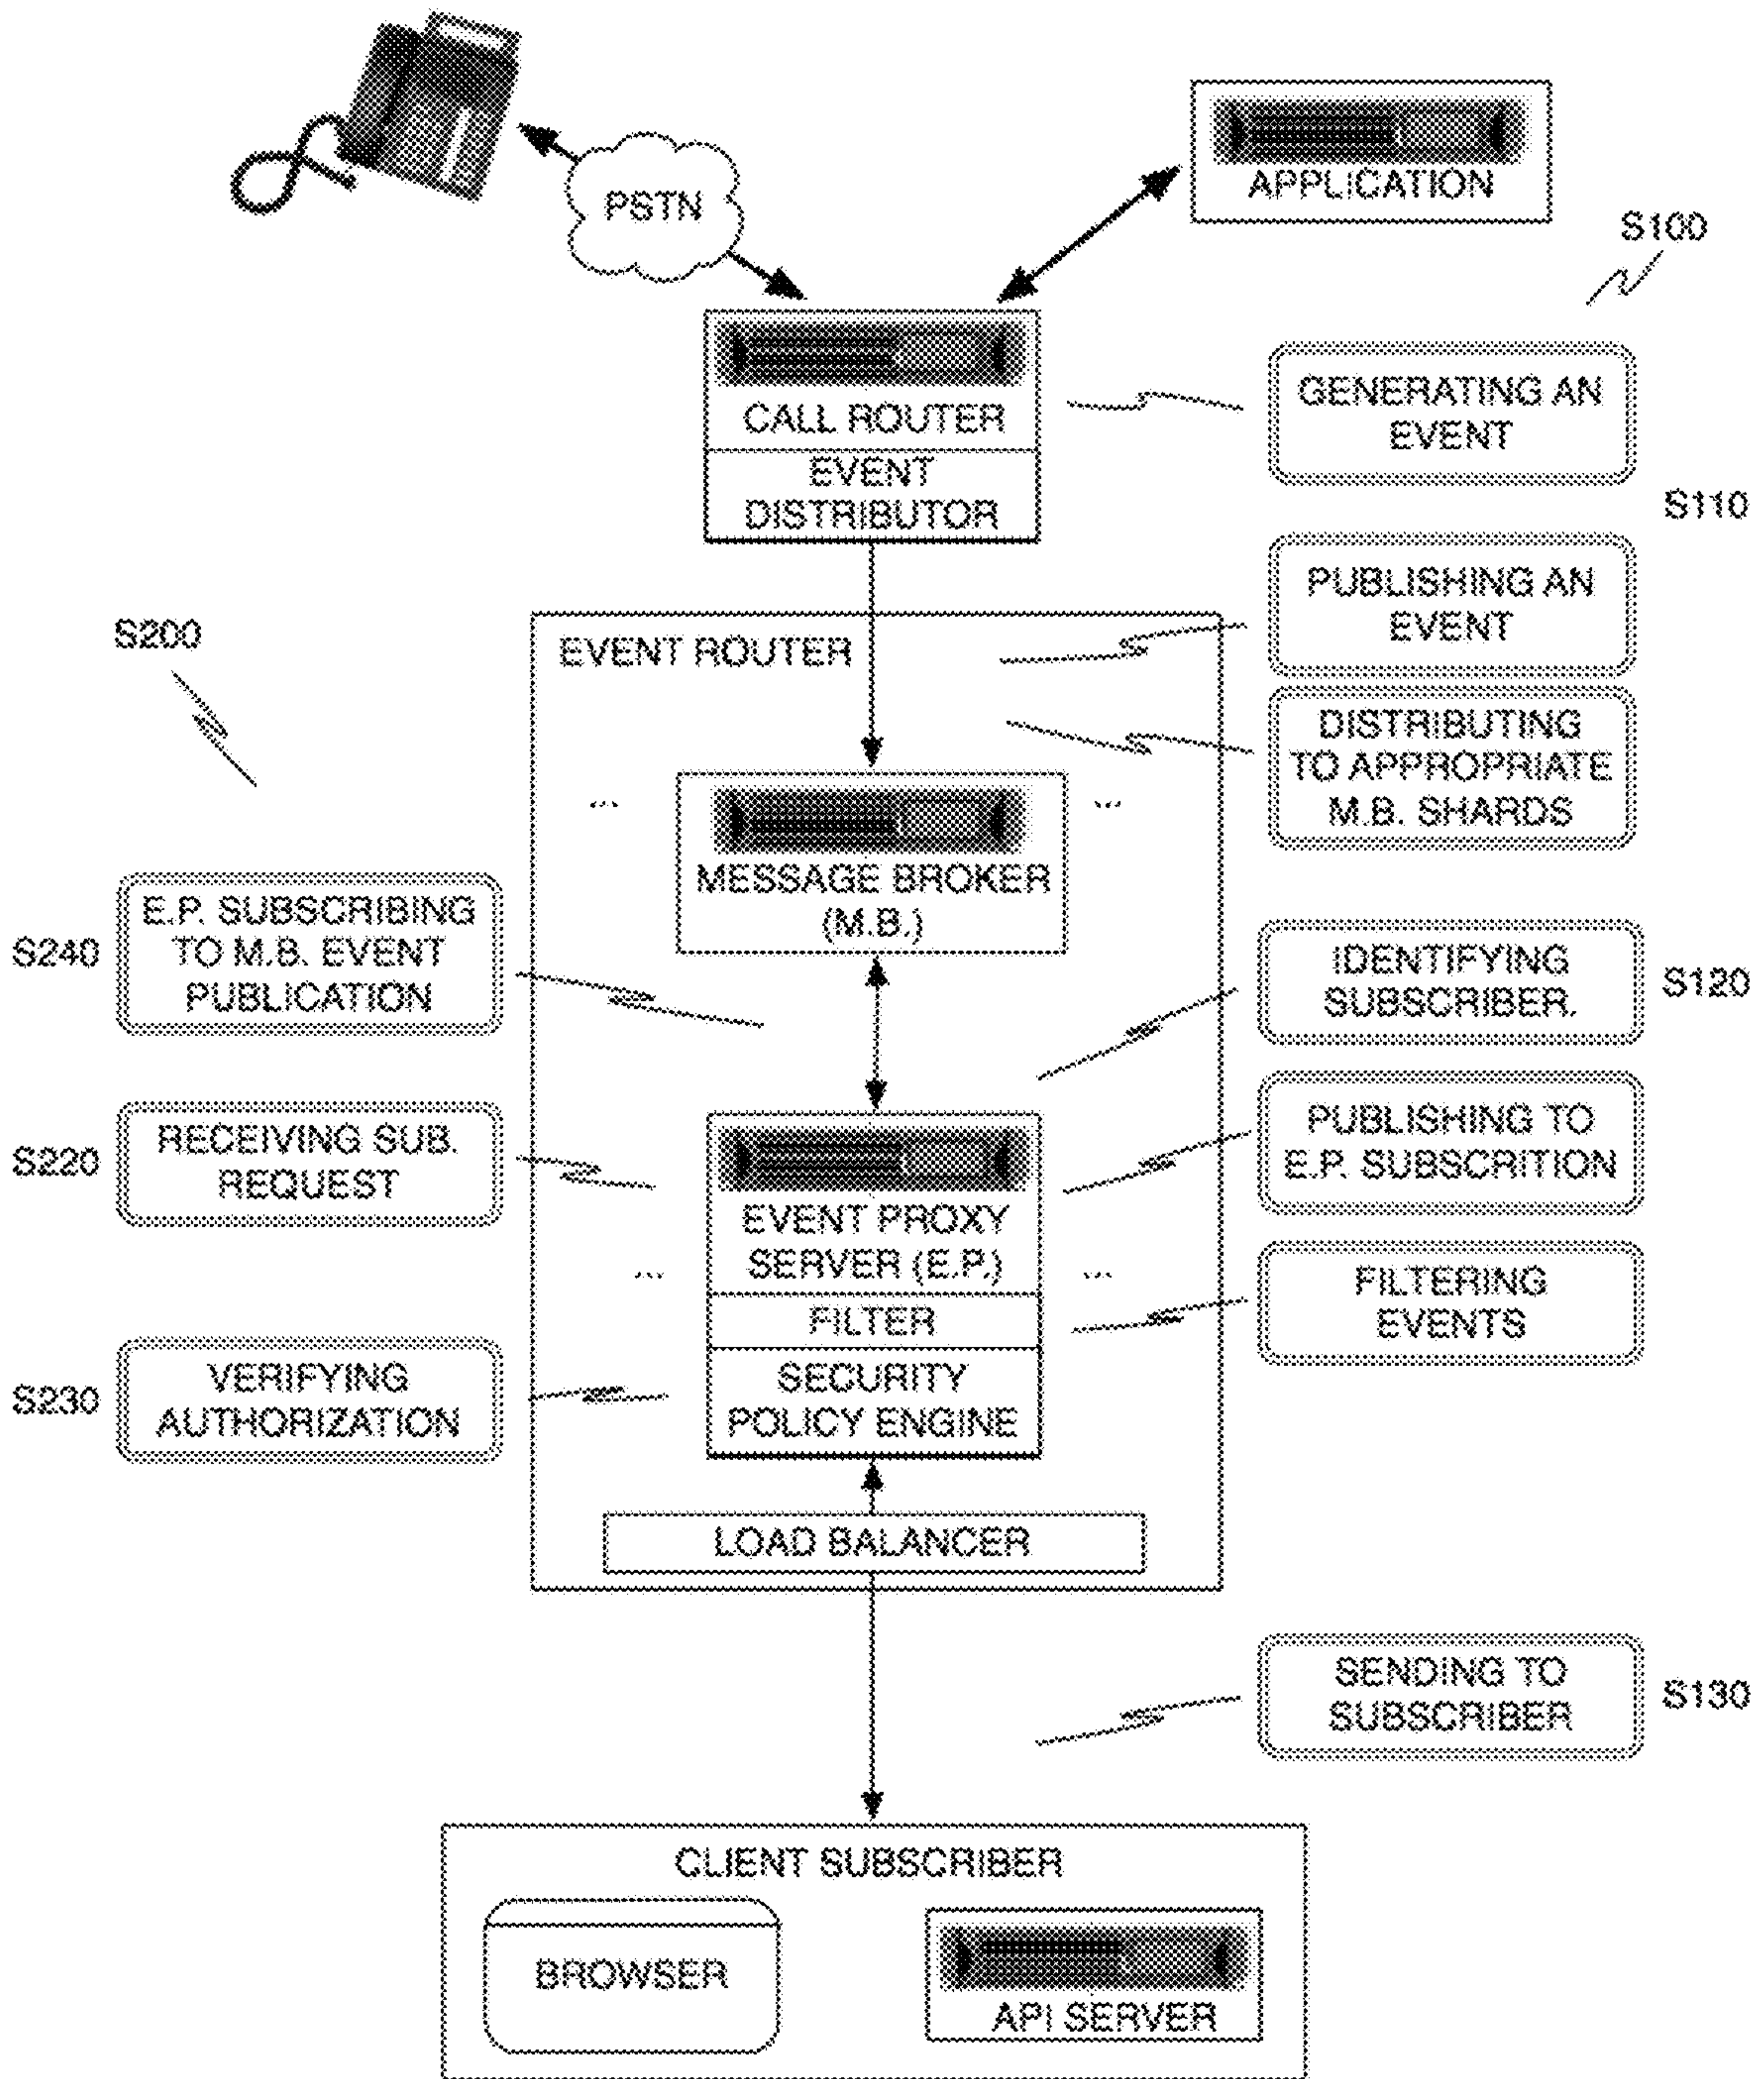 PSTN
APPLICATION
S100
CALL ROUTER
EVENT
DISTRIBUTOR
GENERATING AN
EVENT
S110
PUBLISHING AN
EVENT
S200
EVENT ROUTER
DISTRIBUTING
TO APPROPRIATE
M.B. SHARDS
...
...
MESSAGE BROKER
(M.B.)
S240
E.P. SUBSCRIBING
TO M.B. EVENT
PUBLICATION
IDENTIFYING
SUBSCRIBER.
S120
S220
RECEIVING SUB.
REQUEST
PUBLISHING TO
E.P. SUBSCRITION
EVENT PROXY
SERVER (E.P.)
...
...
FILTER
FILTERING
EVENTS
S230
VERIFYING
AUTHORIZATION
SECURITY
POLICY ENGINE
LOAD BALANCER
SENDING TO
SUBSCRIBER
S130
CLIENT SUBSCRIBER
BROWSER
API SERVER